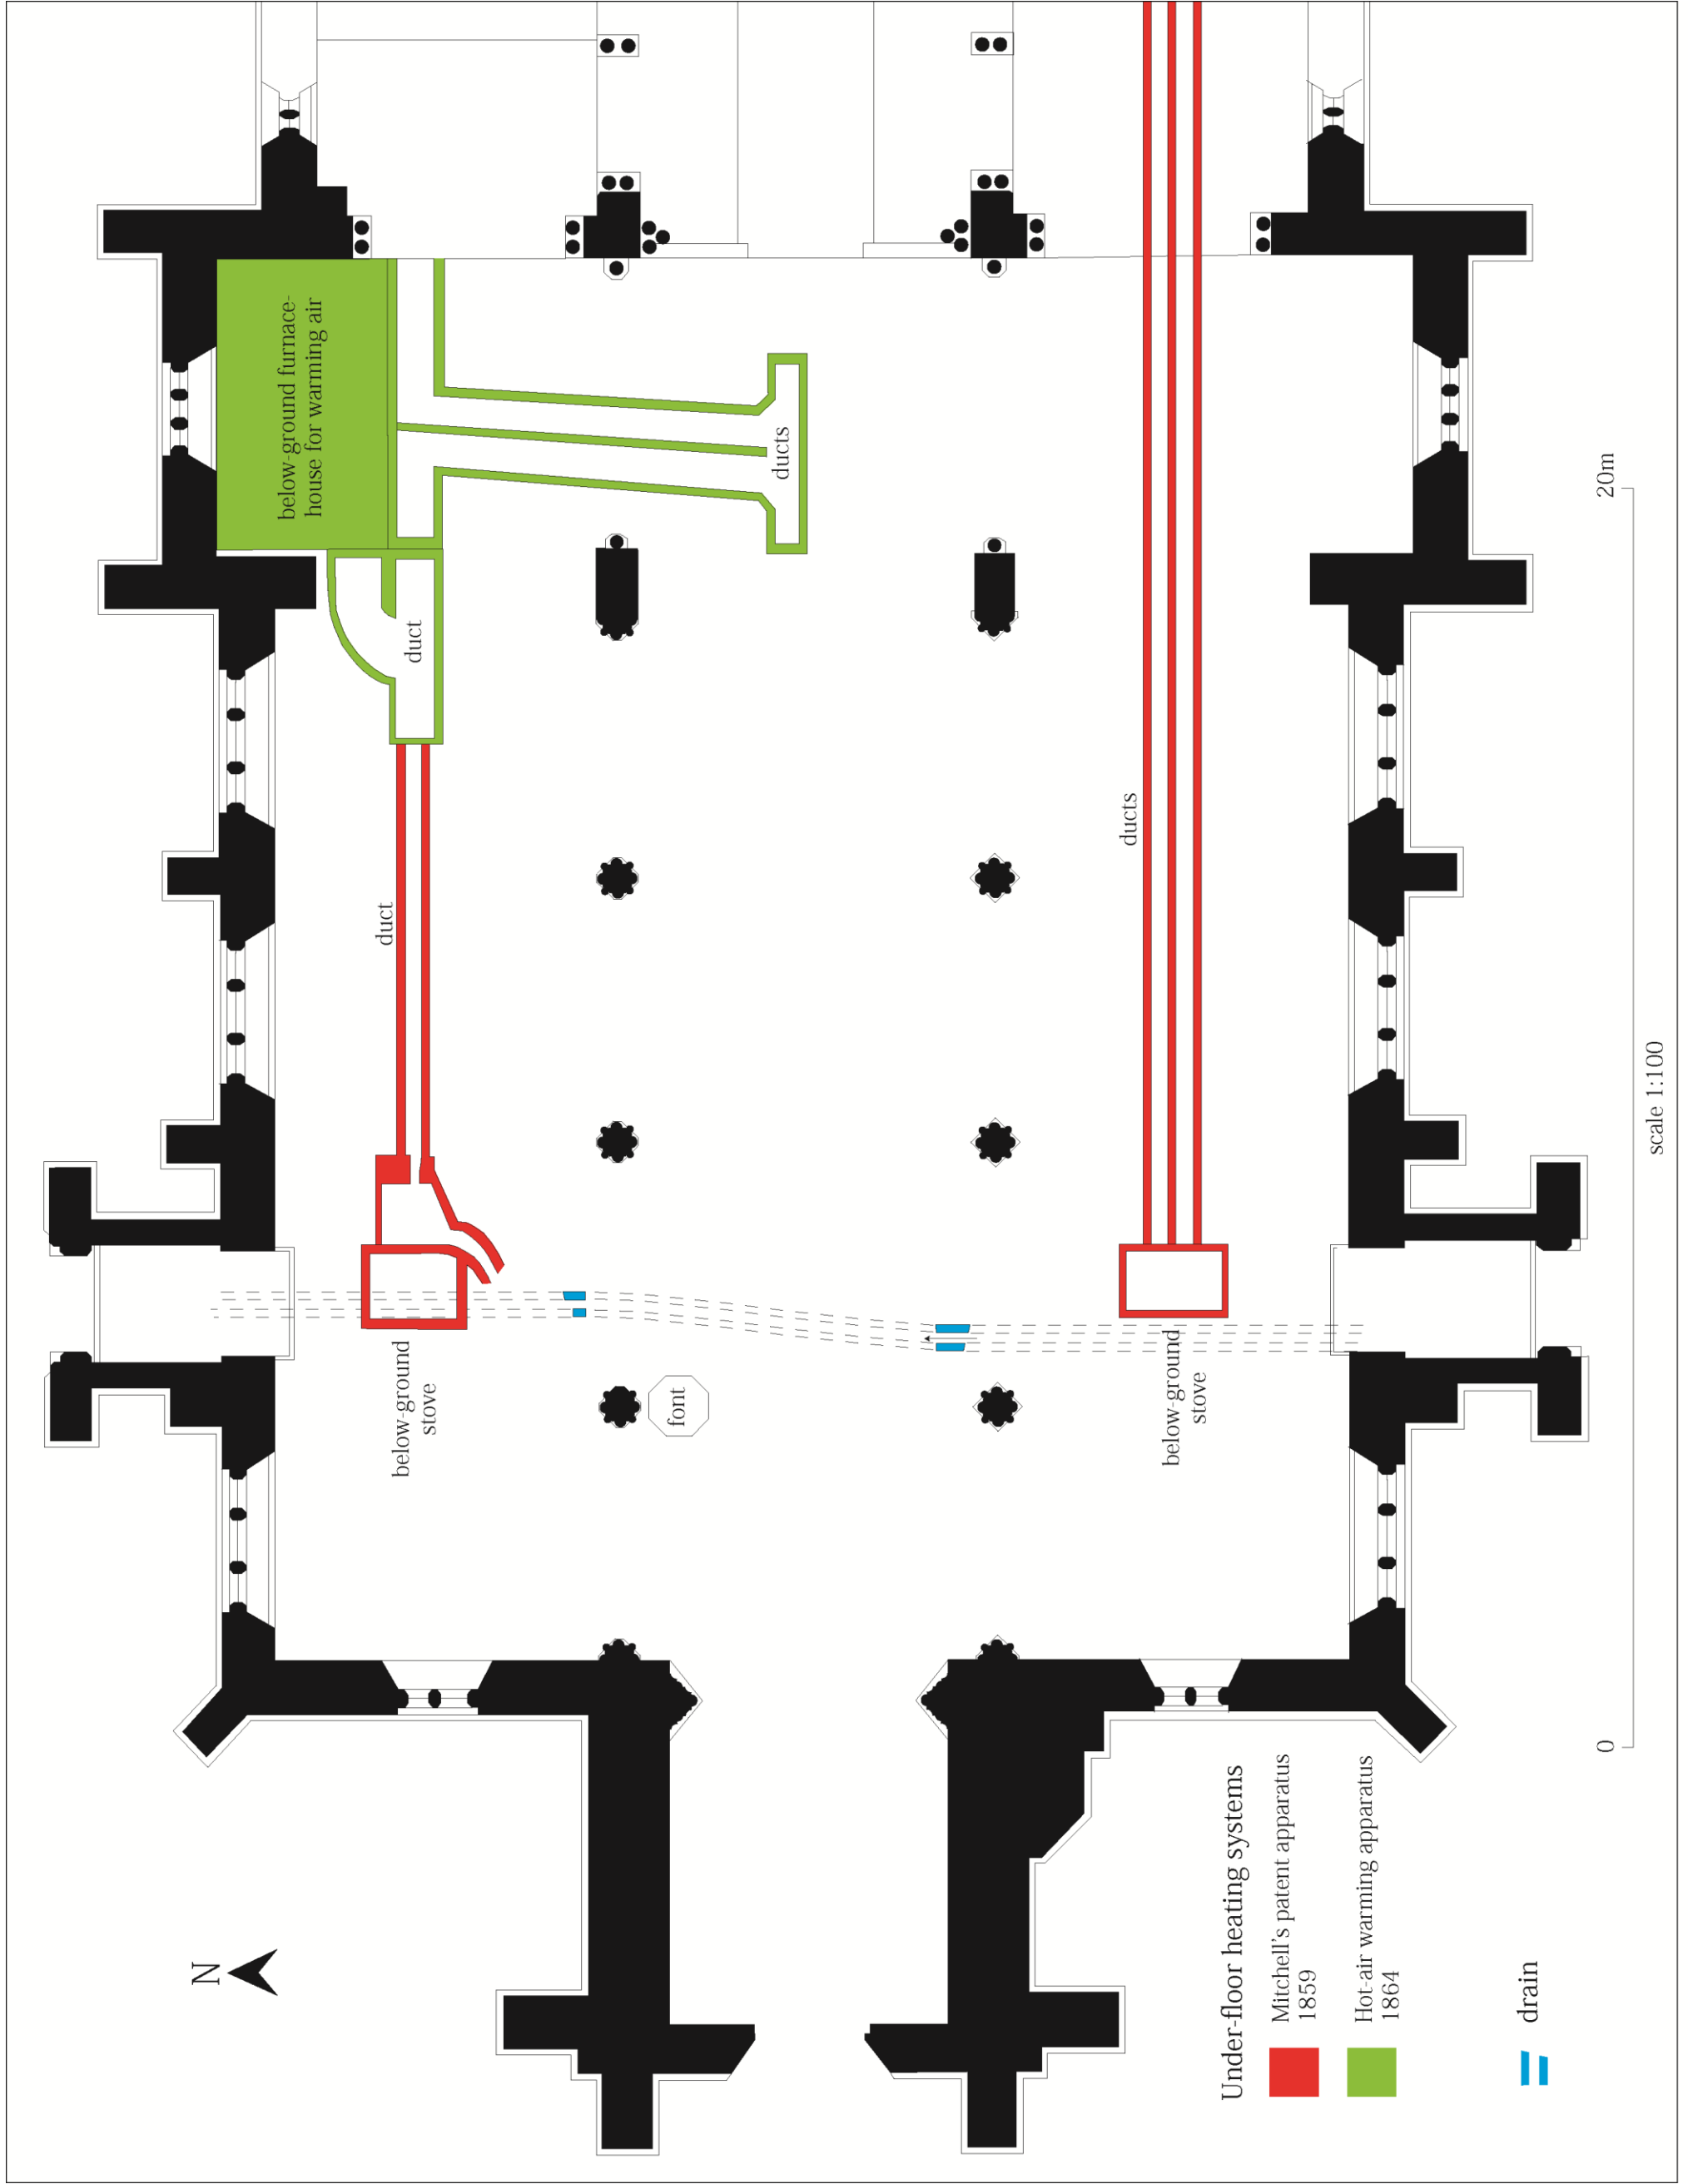 below-ground furnace-
house for warming air
ducts
duct
duct
ducts
below-ground
stove
font
below-ground
stove
N
20m
0
scale 1:100
Under-floor heating systems
Mitchell's patent apparatus
1859
Hot-air warming apparatus
1864
drain